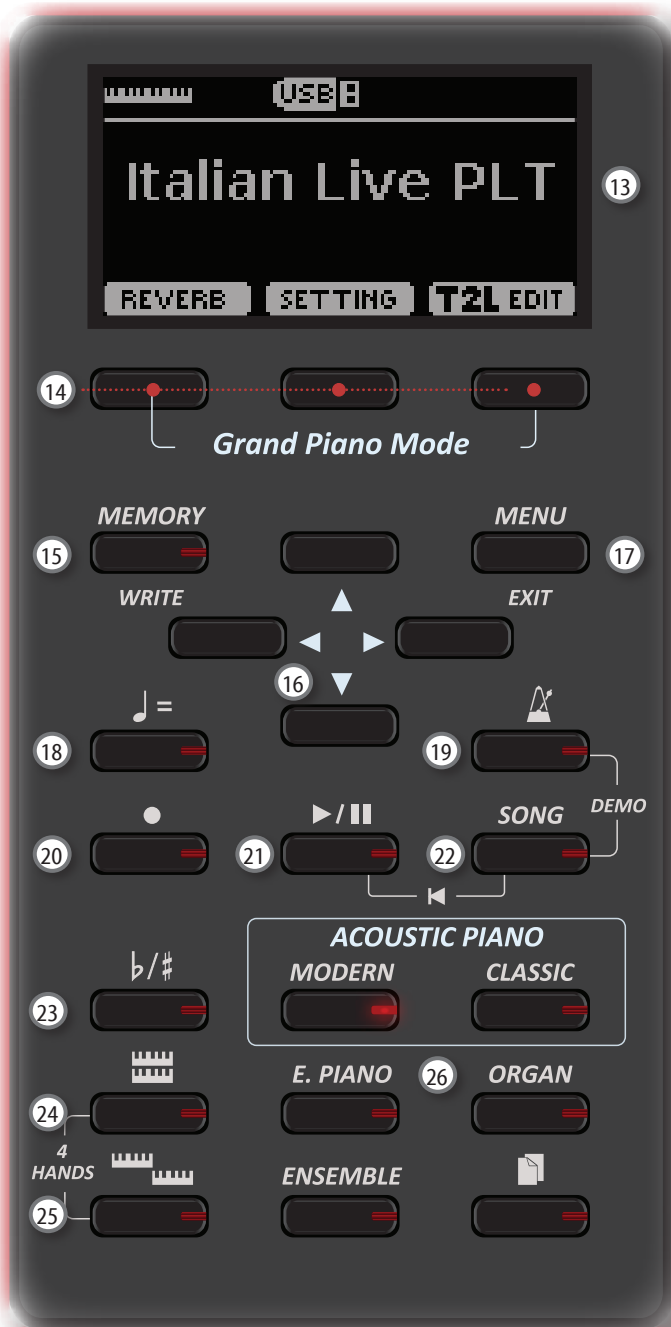 USB
Italian Live PLT
13
REVERB SETTING T2L EDIT
14
Grand Piano Mode
MEMORY MENU
15 17
WRITE EXIT
16
=
18 19
DEMO
SONG
20 21 22
ACOUSTIC PIANO
♭/♯ MODERN CLASSIC
23
E. PIANO 26 ORGAN
24
4
HANDS
ENSEMBLE
25